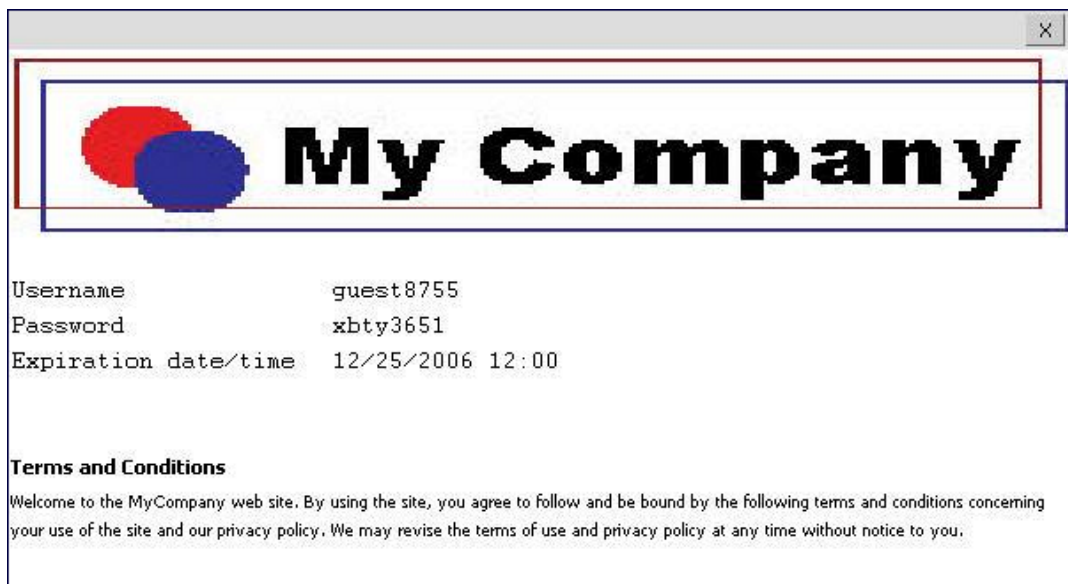 X
My Company
Username guest8755
Password xbty3651
Expiration date/time 12/25/2006 12:00
Terms and Conditions
Welcome to the MyCompany web site. By using the site, you agree to follow and be bound by the following terms and conditions concerning
your use of the site and our privacy policy. We may revise the terms of use and privacy policy at any time without notice to you.